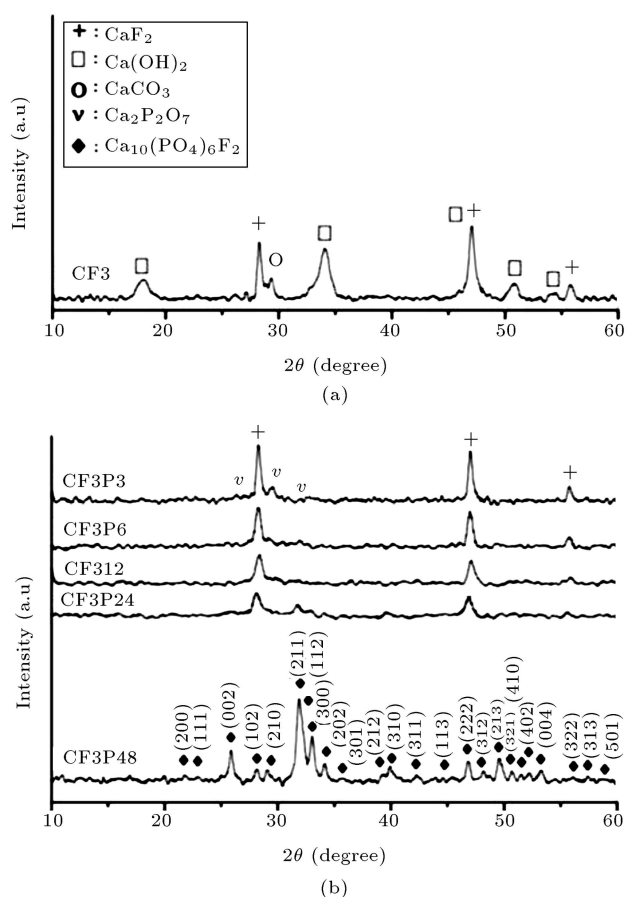 + : CaF₂
□ : Ca(OH)₂
O : CaCO₃
v : Ca₂P₂O₇
◆ : Ca₁₀(PO₄)₆F₂
Intensity (a.u)
CF3
+ O + +
10 20 30 40 50 60
2θ (degree)
(a)
Intensity (a.u)
+ + +
CF3P3
v v v
CF3P6
CF312
CF3P24
CF3P48
(200) (111) (002) (102) (210) (211) (112) (300) (202) (301) (212) (310) (311) (113) (222) (312) (213) (321) (410) (402) (004) (322) (313) (501)
10 20 30 40 50 60
2θ (degree)
(b)